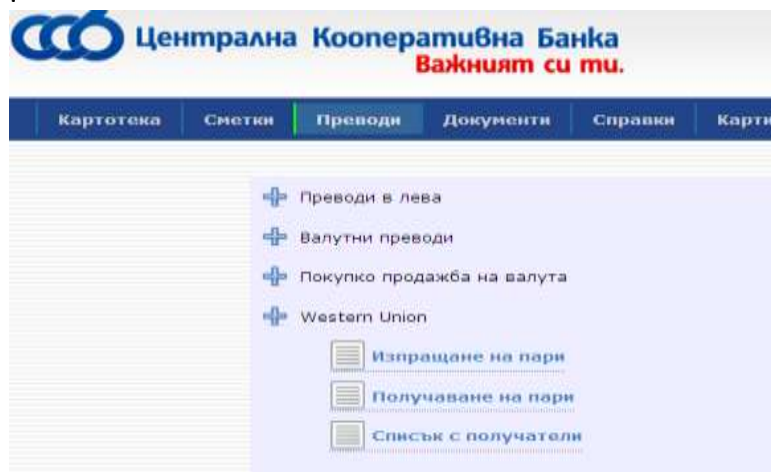 Централна Кооперативна Банка
Важният си ти.
Картотека Сметки Преводи Документи Справки Карти
Преводи в лева
Валутни преводи
Покупко продажба на валута
Western Union
Изпращане на пари
Получаване на пари
Списък с получатели